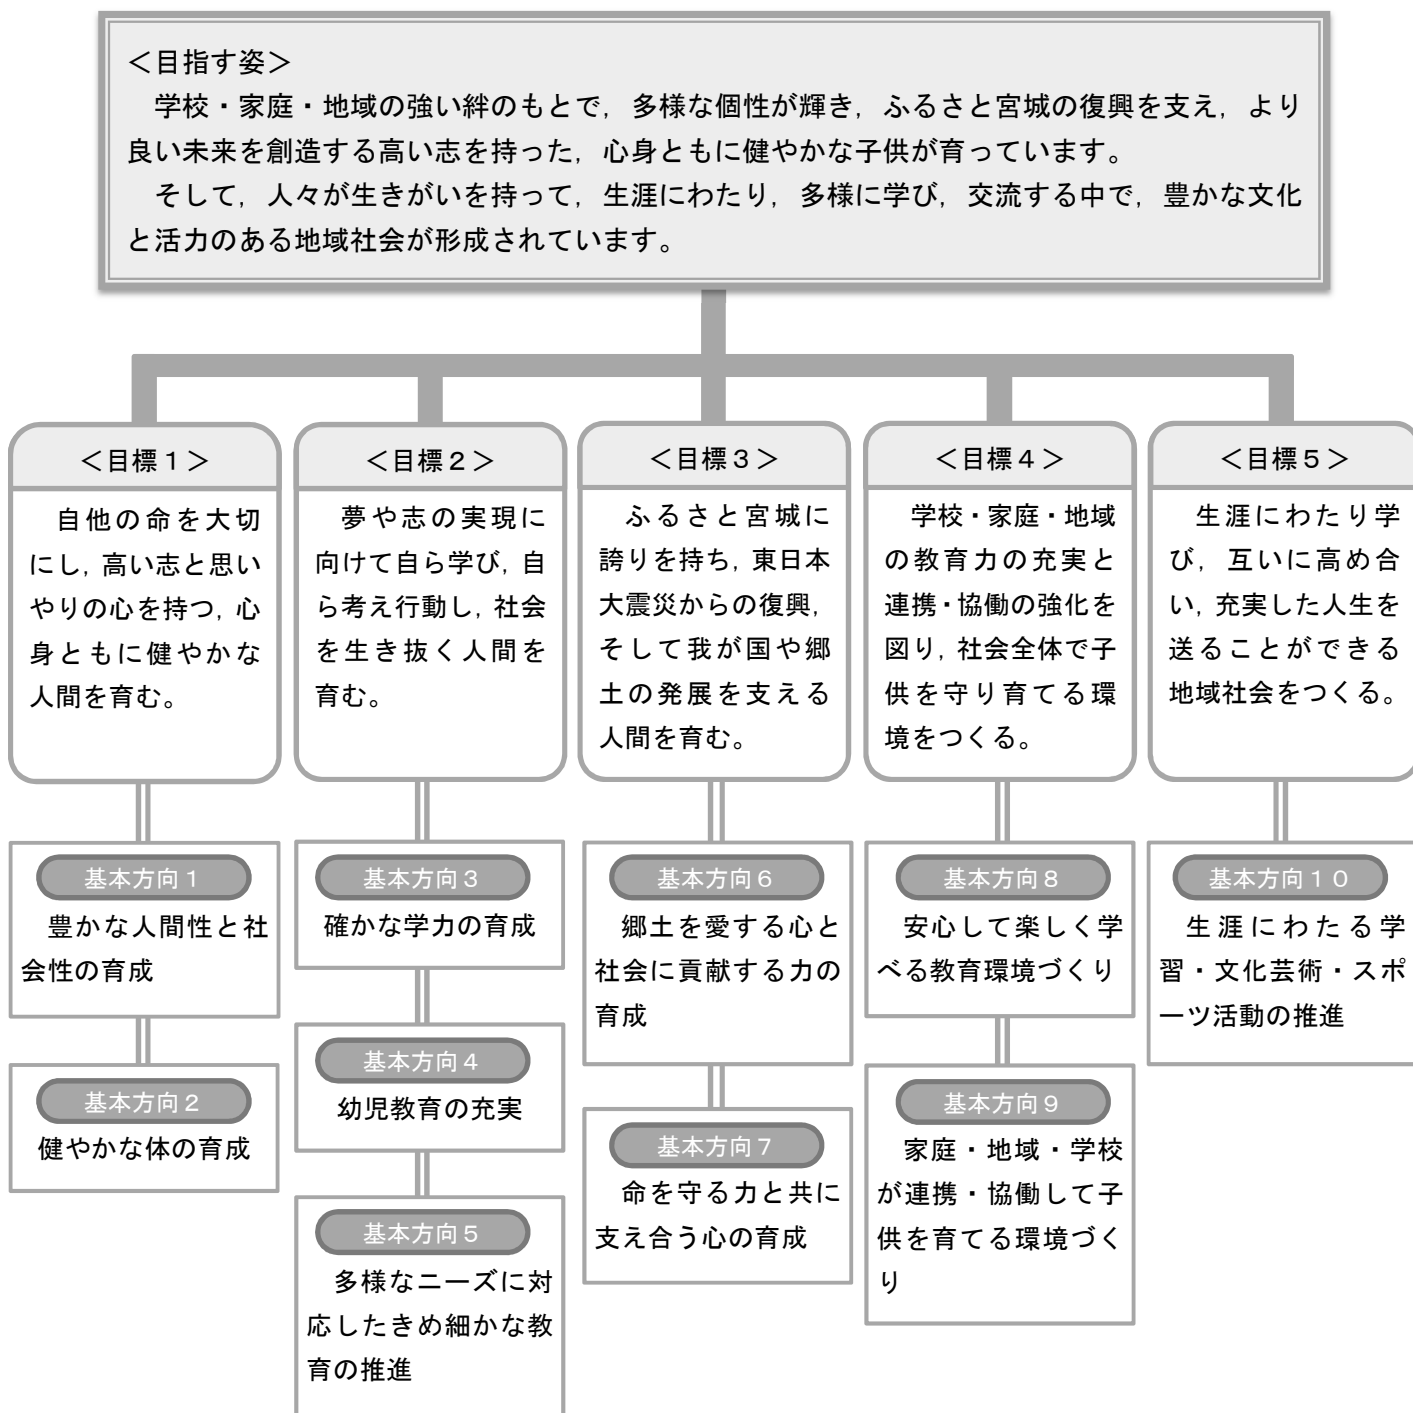 ＜目指す姿＞
学校・家庭・地域の強い絆のもとで，多様な個性が輝き，ふるさと宮城の復興を支え，より
良い未来を創造する高い志を持った，心身ともに健やかな子供が育っています。
そして，人々が生きがいを持って，生涯にわたり，多様に学び，交流する中で，豊かな文化
と活力のある地域社会が形成されています。
＜目標１＞
自他の命を大切
にし，高い志と思い
やりの心を持つ，心
身ともに健やかな
人間を育む。
＜目標２＞
夢や志の実現に
向けて自ら学び，自
ら考え行動し，社会
を生き抜く人間を
育む。
＜目標３＞
ふるさと宮城に
誇りを持ち，東日本
大震災からの復興，
そして我が国や郷
土の発展を支える
人間を育む。
＜目標４＞
学校・家庭・地域
の教育力の充実と
連携・協働の強化を
図り，社会全体で子
供を守り育てる環
境をつくる。
＜目標５＞
生涯にわたり学
び，互いに高め合
い，充実した人生を
送ることができる
地域社会をつくる。
基本方向１
豊かな人間性と社
会性の育成
基本方向２
健やかな体の育成
基本方向３
確かな学力の育成
基本方向４
幼児教育の充実
基本方向５
多様なニーズに対
応したきめ細かな教
育の推進
基本方向６
郷土を愛する心と
社会に貢献する力の
育成
基本方向７
命を守る力と共に
支え合う心の育成
基本方向８
安心して楽しく学
べる教育環境づくり
基本方向９
家庭・地域・学校
が連携・協働して子
供を育てる環境づく
り
基本方向１０
生涯にわたる学
習・文化芸術・スポ
ーツ活動の推進